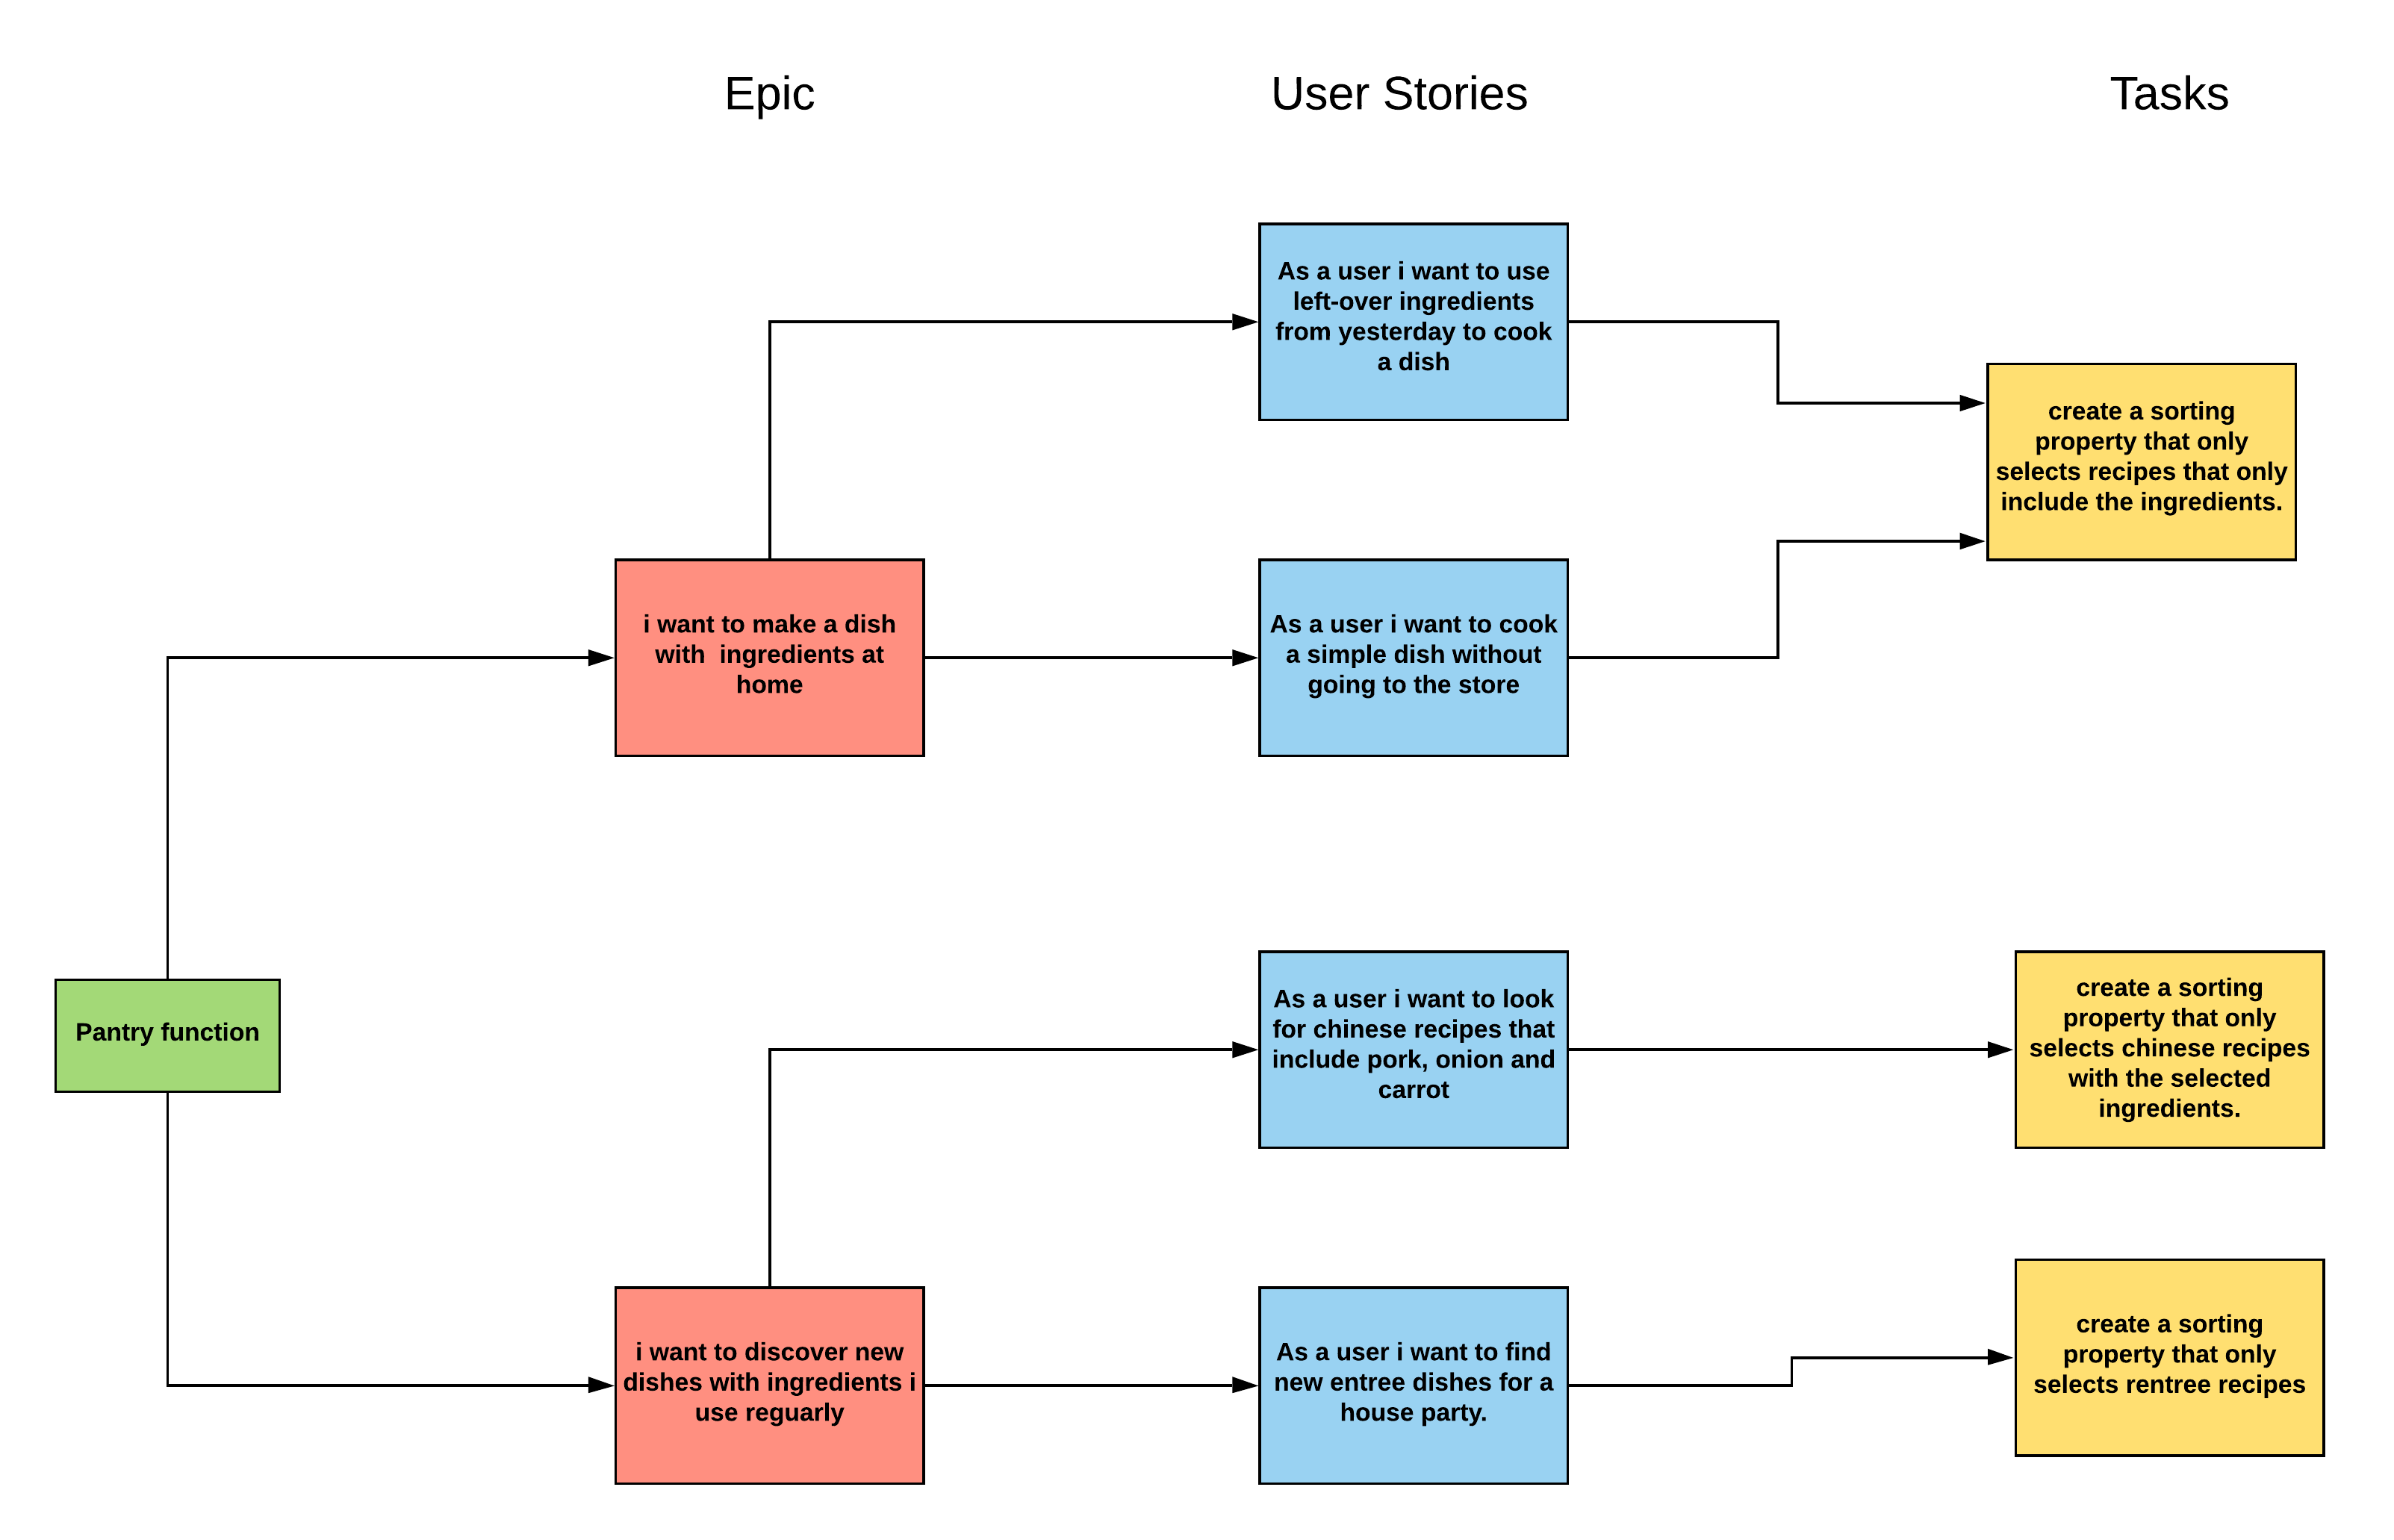 Epic
User Stories
Tasks
As a user i want to use
left-over ingredients
from yesterday to cook
a dish
create a sorting
property that only
selects recipes that only
include the ingredients.
i want to make a dish
with  ingredients at
home
As a user i want to cook
a simple dish without
going to the store
Pantry function
As a user i want to look
for chinese recipes that
include pork, onion and
carrot
create a sorting
property that only
selects chinese recipes
with the selected
ingredients.
i want to discover new
dishes with ingredients i
use reguarly
As a user i want to find
new entree dishes for a
house party.
create a sorting
property that only
selects rentree recipes